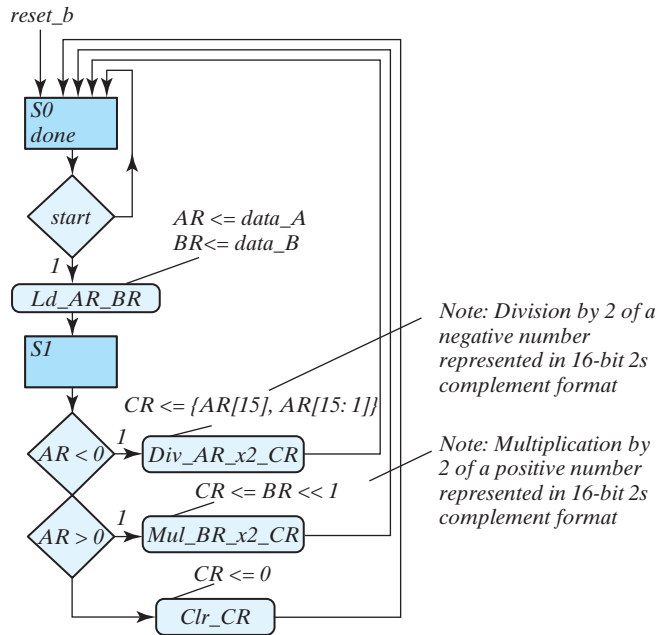 reset_b
S0
done
start
AR <= data_A
BR<= data_B
1
Ld_AR_BR
S1
Note: Division by 2 of a
negative number
represented in 16-bit 2s
complement format
CR <= {AR[15], AR[15: 1]}
AR < 0
1
Div_AR_x2_CR
Note: Multiplication by
2 of a positive number
represented in 16-bit 2s
complement format
CR <= BR << 1
AR > 0
1
Mul_BR_x2_CR
CR <= 0
Clr_CR